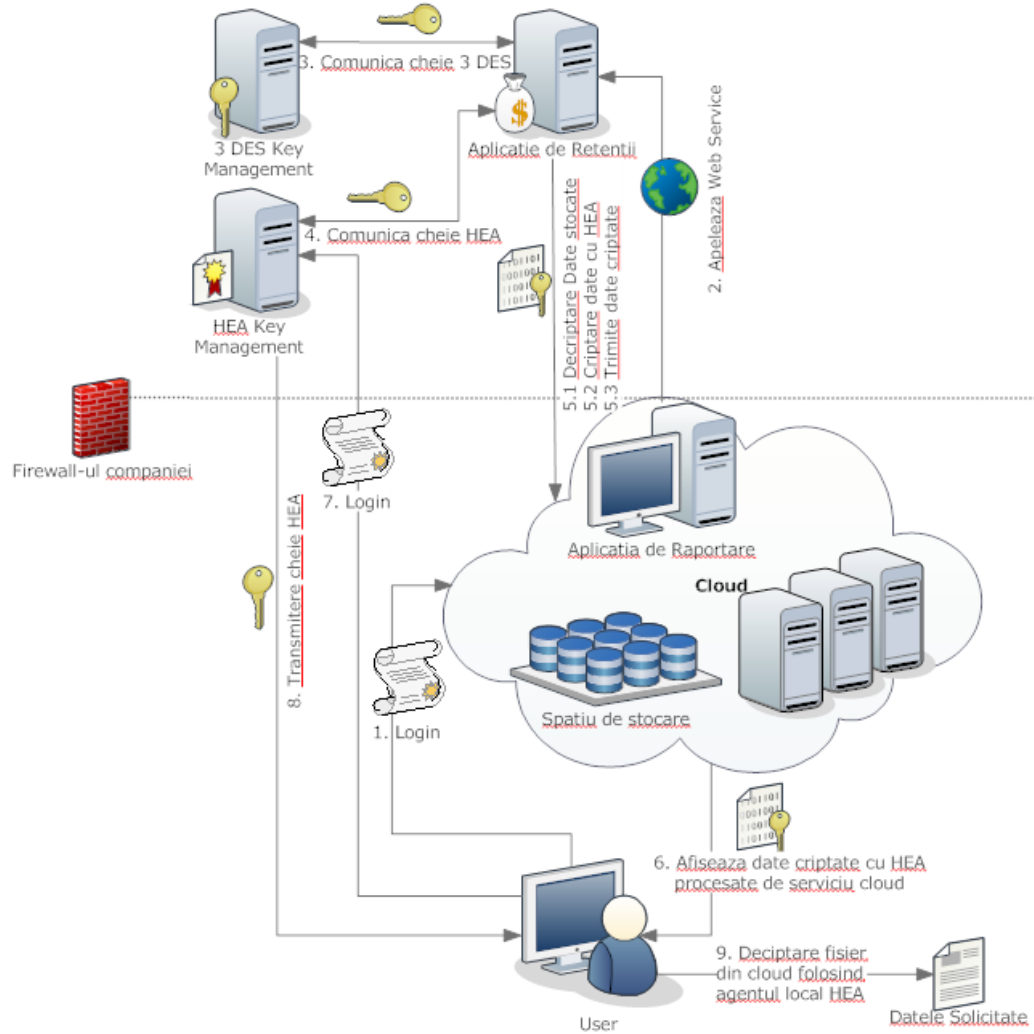 3. Comunica cheie 3 DES
3 DES Key
Management
Aplicatie de Retentii
4. Comunica cheie HEA
HEA Key
Management
2. Apeleaza Web Service
5.1 Decriptare Date stocate
5.2 Criptare date cu HEA
5.3 Trimite date criptate
Firewall-ul companiei
7. Login
8. Transmitere cheie HEA
Aplicatia de Raportare
Cloud
Spatiu de stocare
1. Login
6. Afiseaza date criptate cu HEA
procesate de serviciu cloud
9. Deciptare fisier
din cloud folosind
agentul local HEA
User
Datele Solicitate